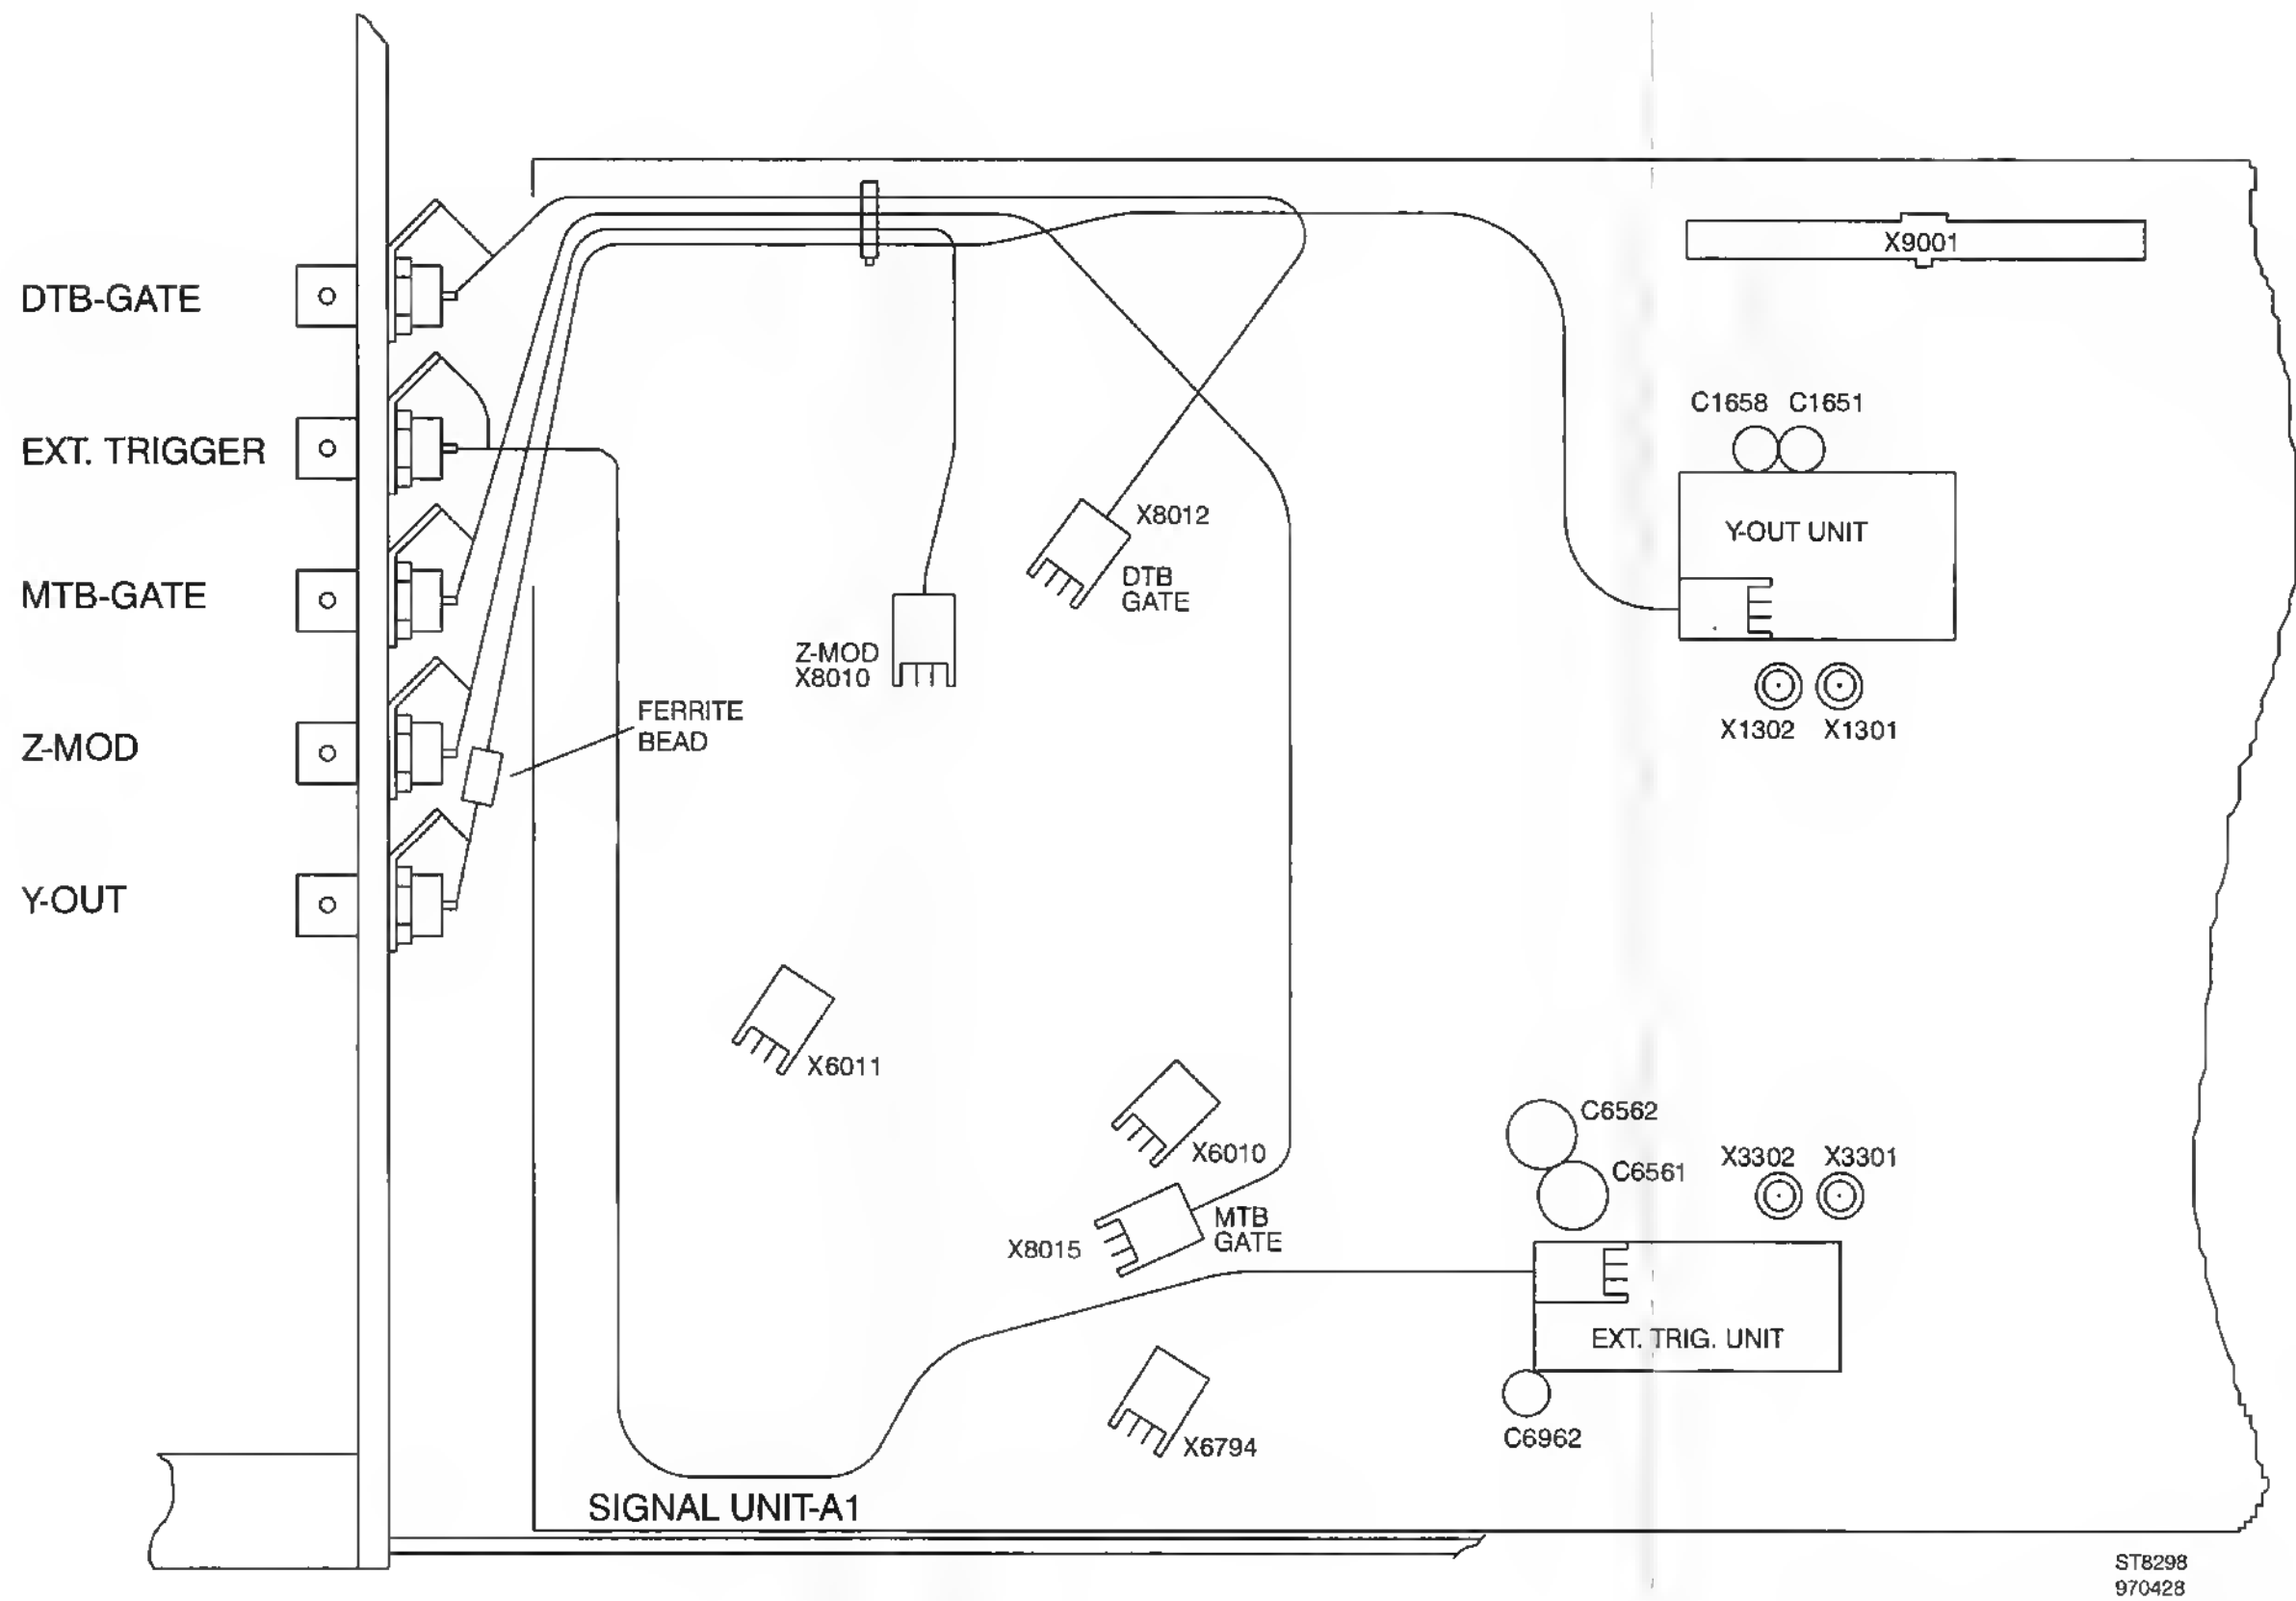 X9001
DTB-GATE
C1658 C1651
EXT. TRIGGER
X8012
Y-OUT UNIT
DTB
GATE
MTB-GATE
Z-MOD
X8010
FERRITE
BEAD
X1302 X1301
Z-MOD
Y-OUT
X6011
C6562
X6010
X3302 X3301
C6561
MTB
GATE
X8015
EXT. TRIG. UNIT
C6962
X6794
SIGNAL UNIT-A1
ST8298
970428